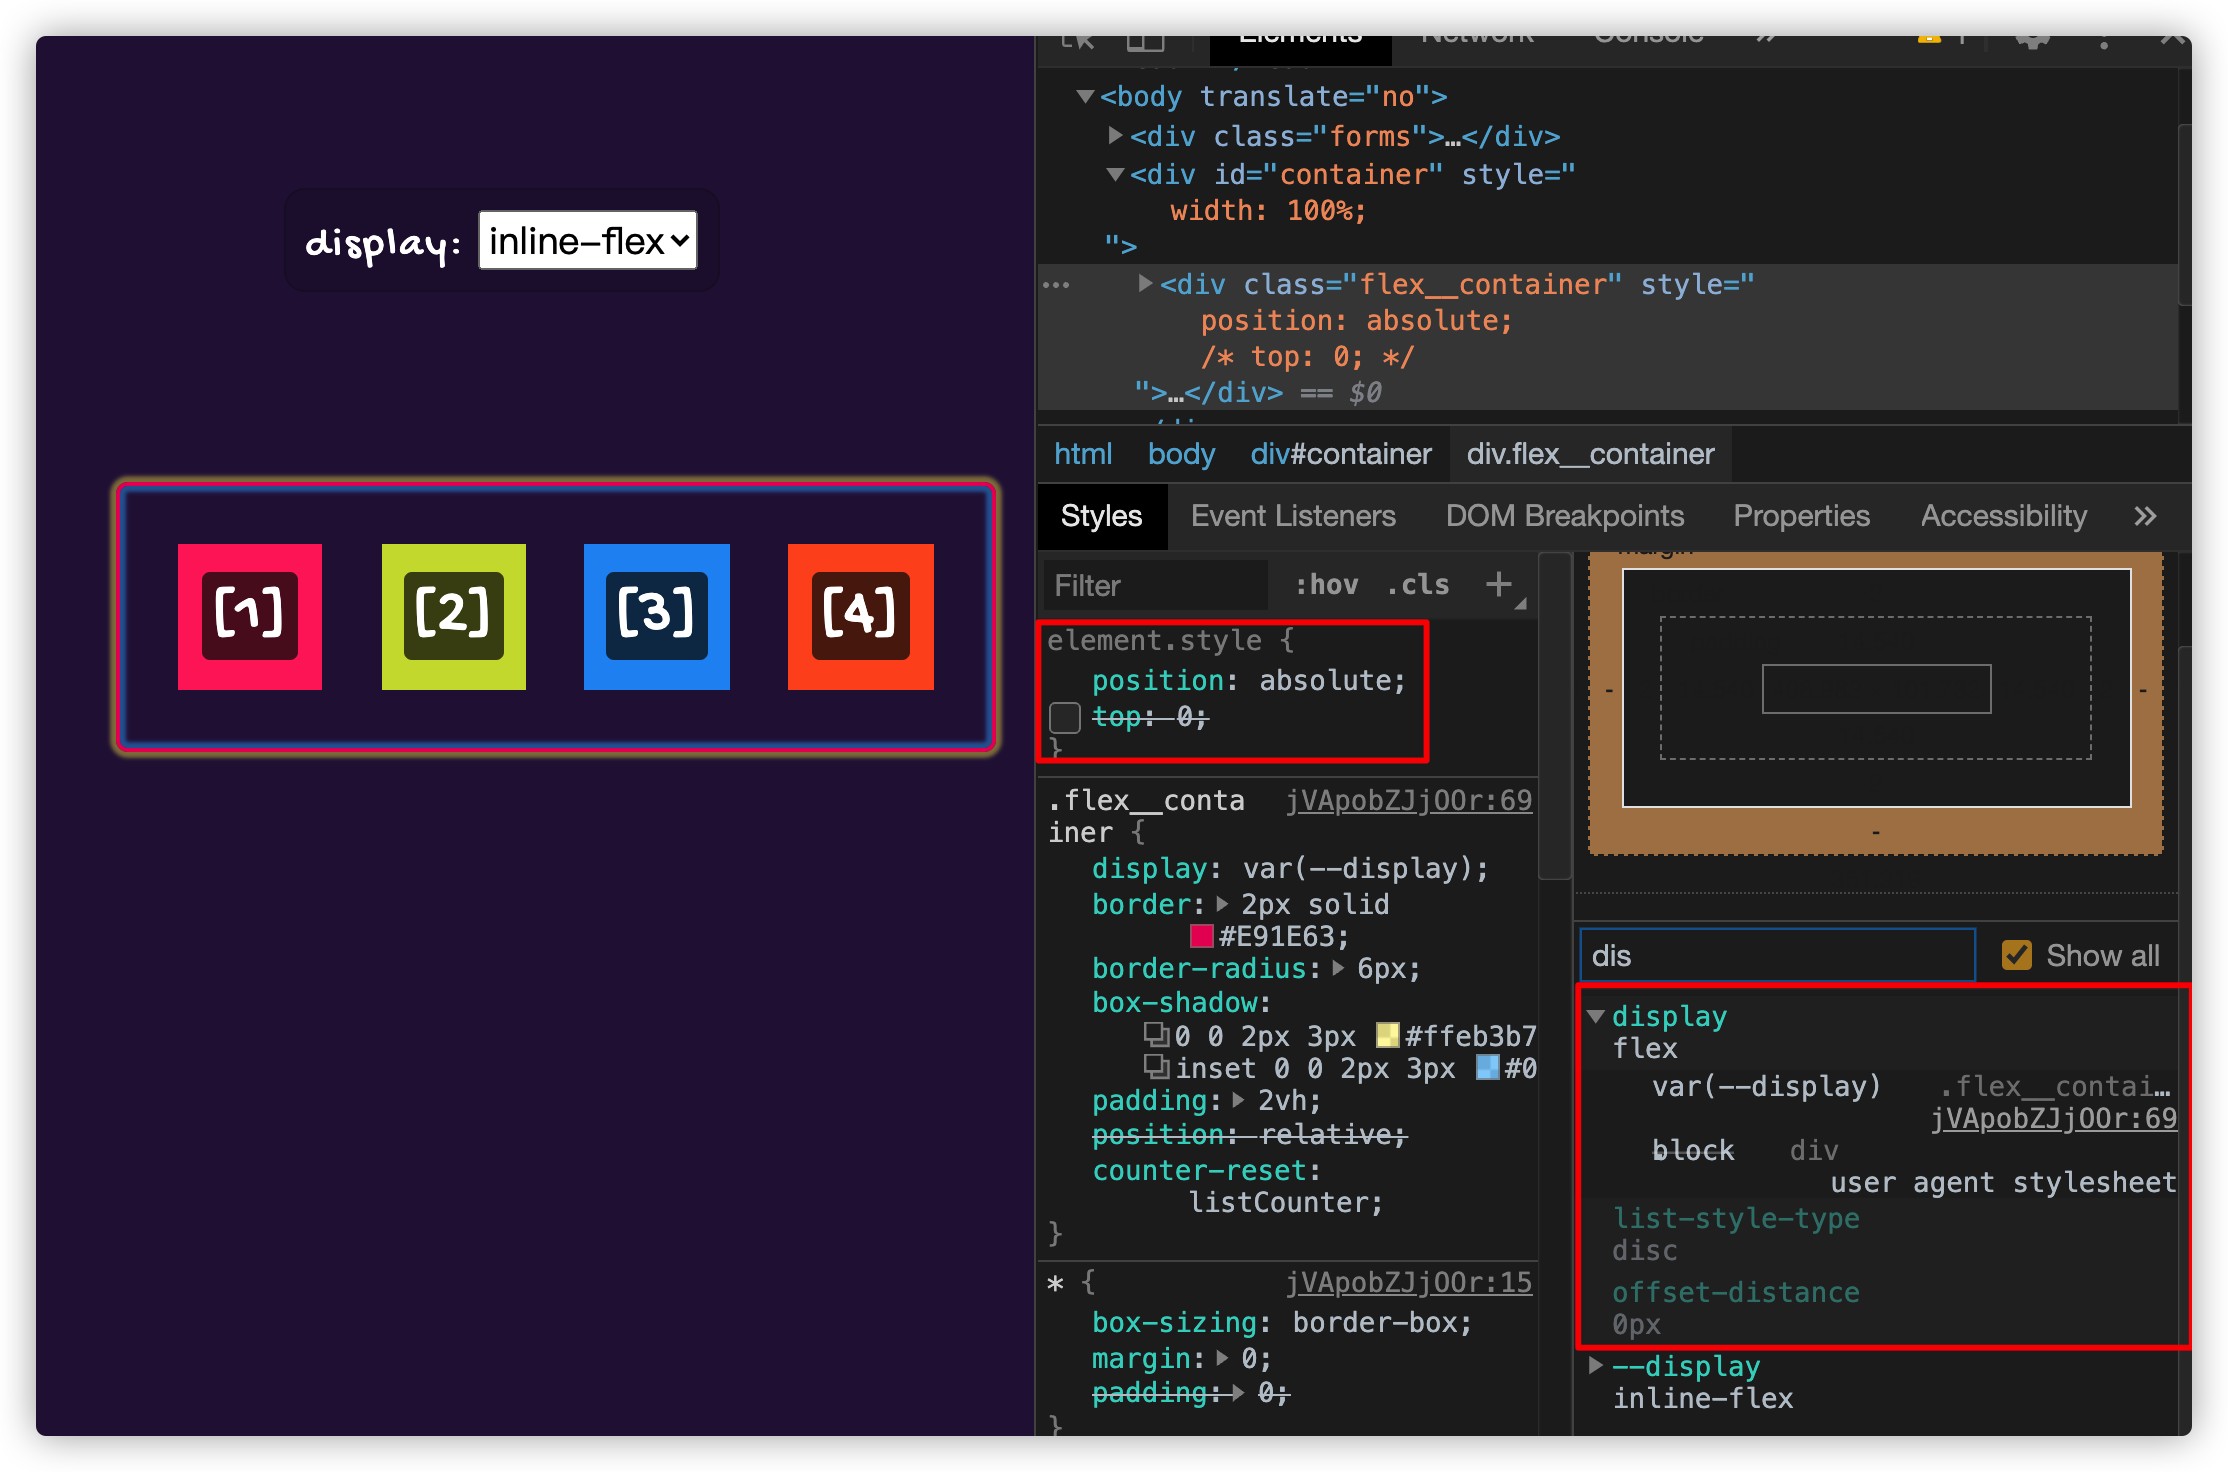 display: inline-flex
[1] [2] [3] [4]
Elements Network Console » 1
<body translate="no">
<div class="forms">…</div>
<div id="container" style="
width: 100%;
">
<div class="flex__container" style="
position: absolute;
/* top: 0; */
">…</div> == $0
html body div#container div.flex__container
Styles Event Listeners DOM Breakpoints Properties Accessibility »
Filter :hov .cls +
element.style {
position: absolute;
top: 0;
}
.flex__conta jVApobZJjOOr:69
iner {
display: var(--display);
border: 2px solid
#E91E63;
border-radius: 6px;
box-shadow:
0 0 2px 3px #ffeb3b7
inset 0 0 2px 3px #0
padding: 2vh;
position: relative;
counter-reset:
listCounter;
}
* { jVApobZJjOOr:15
box-sizing: border-box;
margin: 0;
padding: 0;
}
margin
-
-
-
dis Show all
display
flex
var(--display) .flex__contai…
jVApobZJjOOr:69
block div
user agent stylesheet
list-style-type
disc
offset-distance
0px
--display
inline-flex